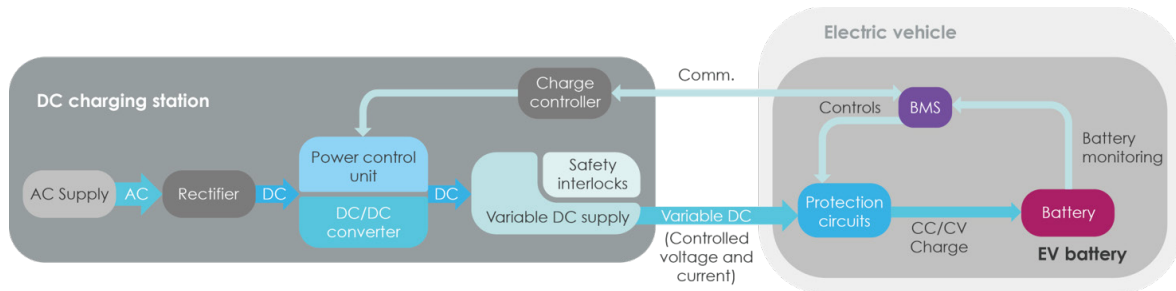 Electric vehicle
DC charging station
Charge
controller
Comm.
Controls
BMS
Battery
monitoring
Power control
unit
Safety
interlocks
AC Supply
AC
Rectifier
DC
DC/DC
converter
DC
Variable DC supply
Variable DC
(Controlled
voltage and
current)
Protection
circuits
CC/CV
Charge
Battery
EV battery